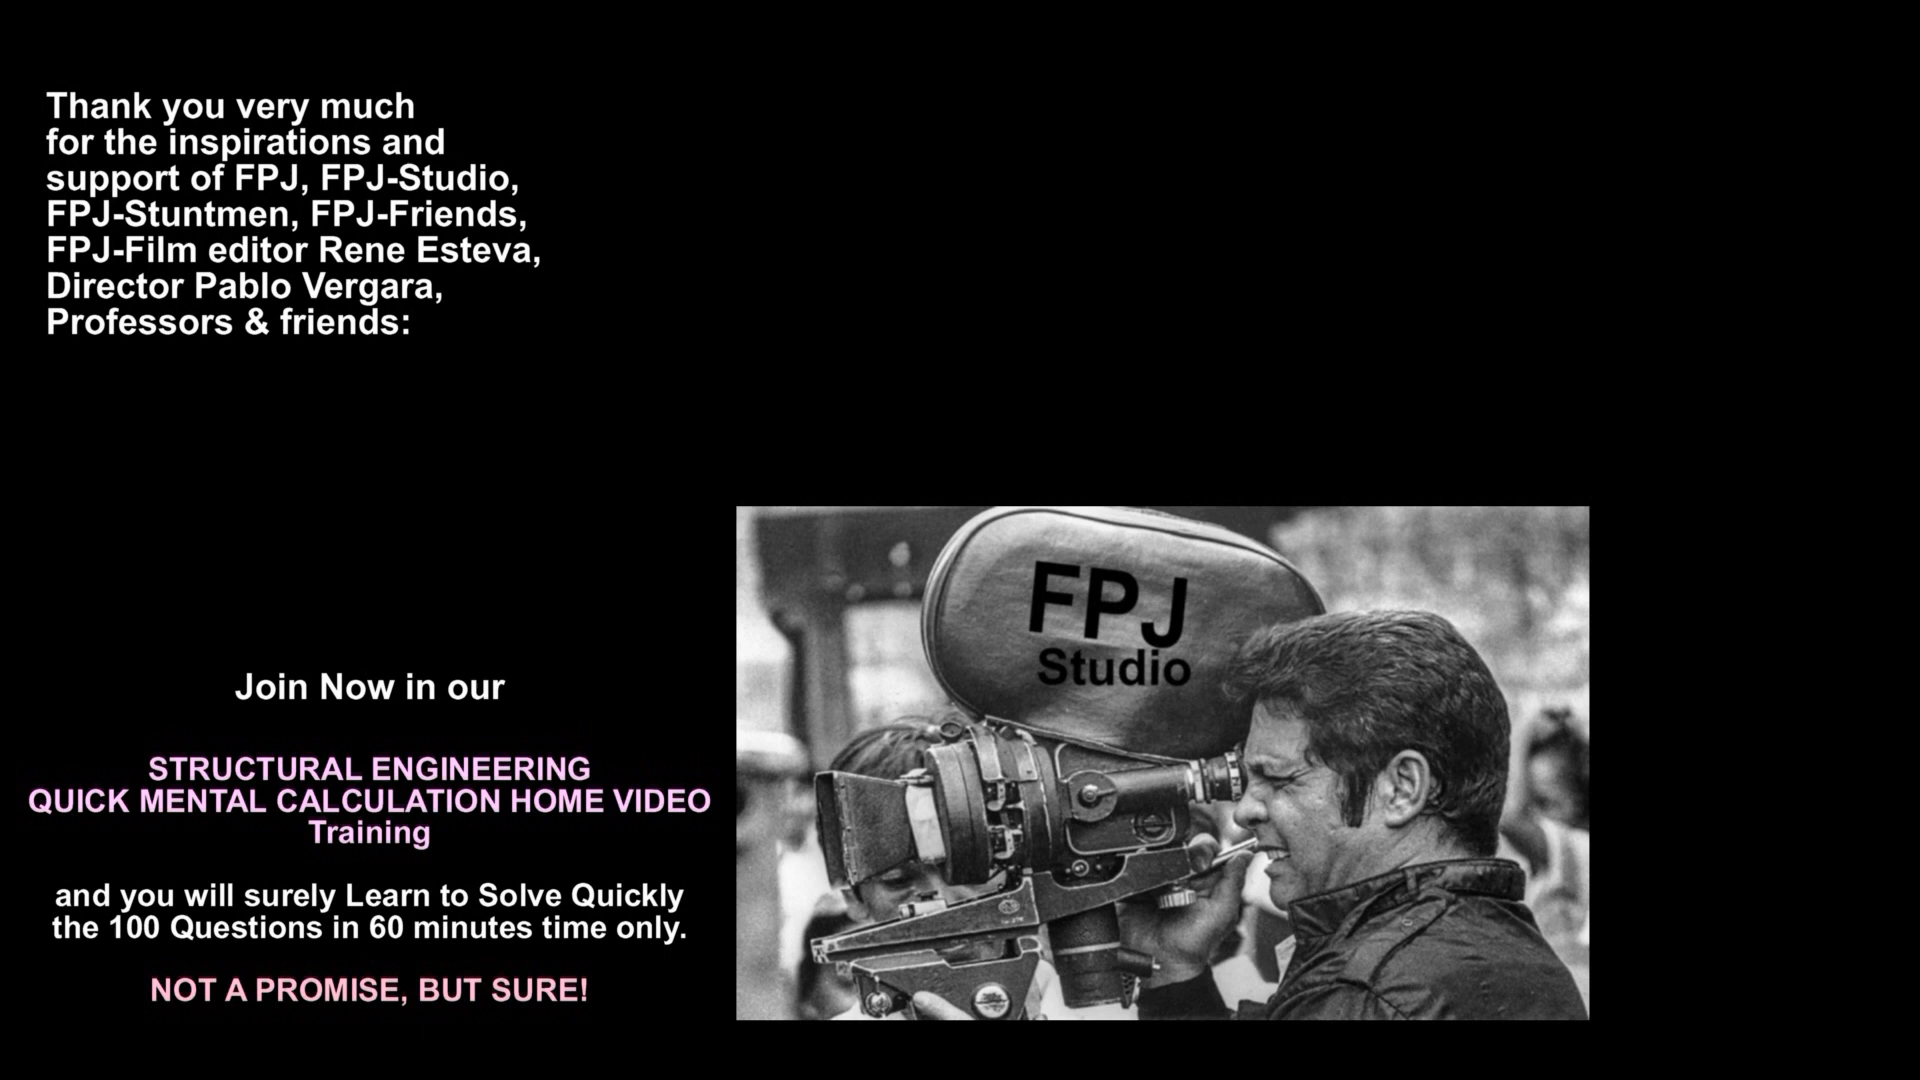 Thank you very much
for the inspirations and
support of FPJ, FPJ-Studio,
FPJ-Stuntmen, FPJ-Friends,
FPJ-Film editor Rene Esteva,
Director Pablo Vergara,
Professors & friends:
FPJ
Studio
Join Now in our
STRUCTURAL ENGINEERING
QUICK MENTAL CALCULATION HOME VIDEO
Training
and you will surely Learn to Solve Quickly
the 100 Questions in 60 minutes time only.
NOT A PROMISE, BUT SURE!